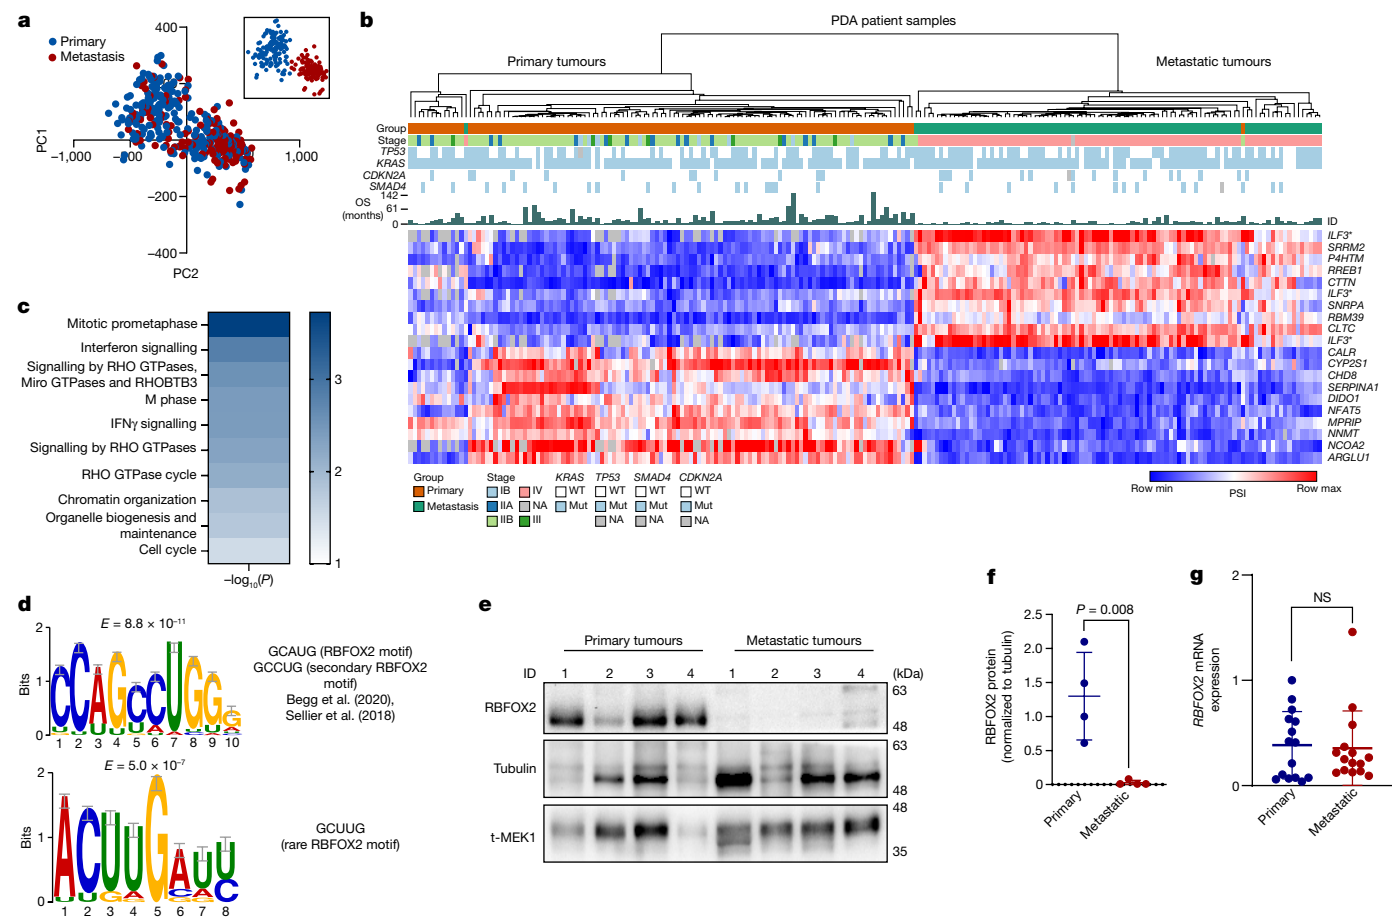 a
Primary
Metastasis
400
−1,000
−500
1,000
−200
−400
PC1
PC2
b
PDA patient samples
Primary tumours
Metastatic tumours
Group
Stage
TP53
KRAS
CDKN2A
SMAD4
142
OS 61
(months)
0
ID
ILF3*
SRRM2
P4HTM
RREB1
CTTN
ILF3*
SNRPA
RBM39
CLTC
ILF3*
CALR
CYP2S1
CHD8
SERPINA1
DIDO1
NFAT5
MPRIP
NNMT
NCOA2
ARGLU1
Group
Primary
Metastasis
Stage
IB
IIA
IIB
IV
NA
III
KRAS
WT
Mut
TP53
WT
Mut
NA
SMAD4
WT
Mut
NA
CDKN2A
WT
Mut
NA
Row min
PSI
Row max
c
Mitotic prometaphase
Interferon signalling
Signalling by RHO GTPases,
Miro GTPases and RHOBTB3
M phase
IFNγ signalling
Signalling by RHO GTPases
RHO GTPase cycle
Chromatin organization
Organelle biogenesis and
maintenance
Cell cycle
−log10(P)
3
2
1
d
E = 8.8 × 10−11
2
1
0
Bits
1 2 3 4 5 6 7 8 9 10
GCAUG (RBFOX2 motif)
GCCUG (secondary RBFOX2
motif)
Begg et al. (2020),
Sellier et al. (2018)
E = 5.0 × 10−7
2
1
0
Bits
1 2 3 4 5 6 7 8
GCUUG
(rare RBFOX2 motif)
e
Primary tumours
Metastatic tumours
ID 1 2 3 4 1 2 3 4 (kDa)
RBFOX2
63
48
Tubulin
63
48
t-MEK1
48
35
f
P = 0.008
2.5
2.0
1.5
1.0
0.5
0
RBFOX2 protein
(normalized to tubulin)
Primary
Metastatic
g
NS
2
1
0
RBFOX2 mRNA
expression
Primary
Metastatic